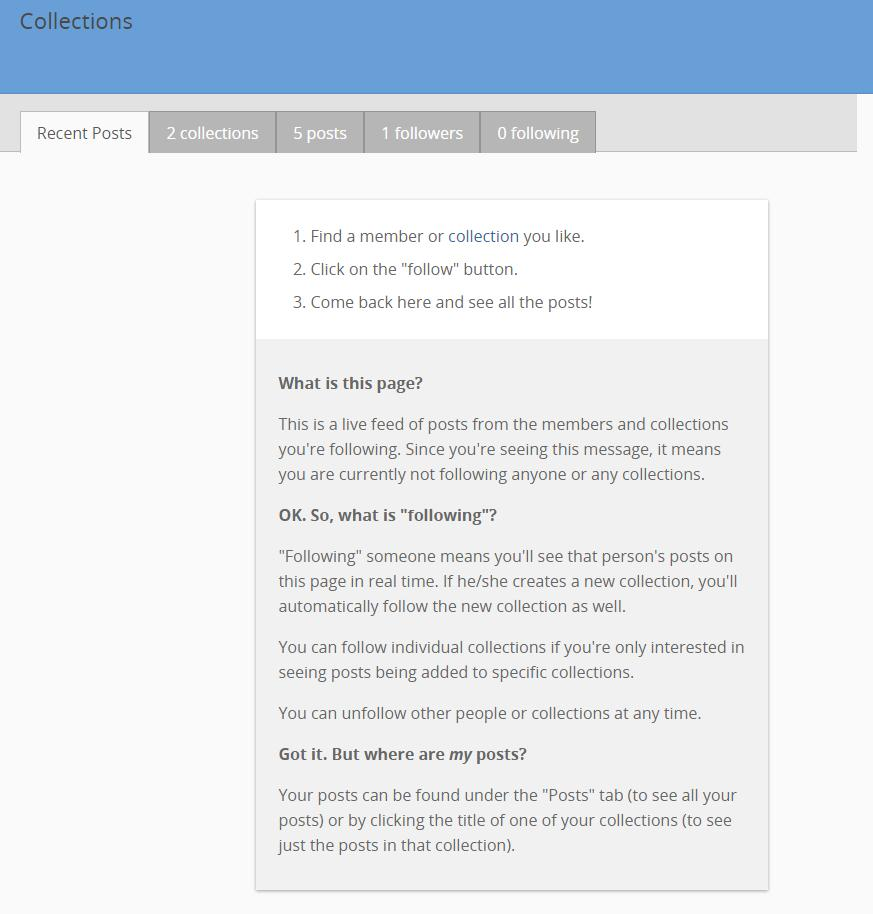 Collections
Recent Posts
2 collections
5 posts
1 followers
0 following
1. Find a member or collection you like.
2. Click on the "follow" button.
3. Come back here and see all the posts!
What is this page?
This is a live feed of posts from the members and collections
you're following. Since you're seeing this message, it means
you are currently not following anyone or any collections.
OK. So, what is "following"?
"Following" someone means you'll see that person's posts on
this page in real time. If he/she creates a new collection, you'll
automatically follow the new collection as well.
You can follow individual collections if you're only interested in
seeing posts being added to specific collections.
You can unfollow other people or collections at any time.
Got it. But where are my posts?
Your posts can be found under the "Posts" tab (to see all your
posts) or by clicking the title of one of your collections (to see
just the posts in that collection).